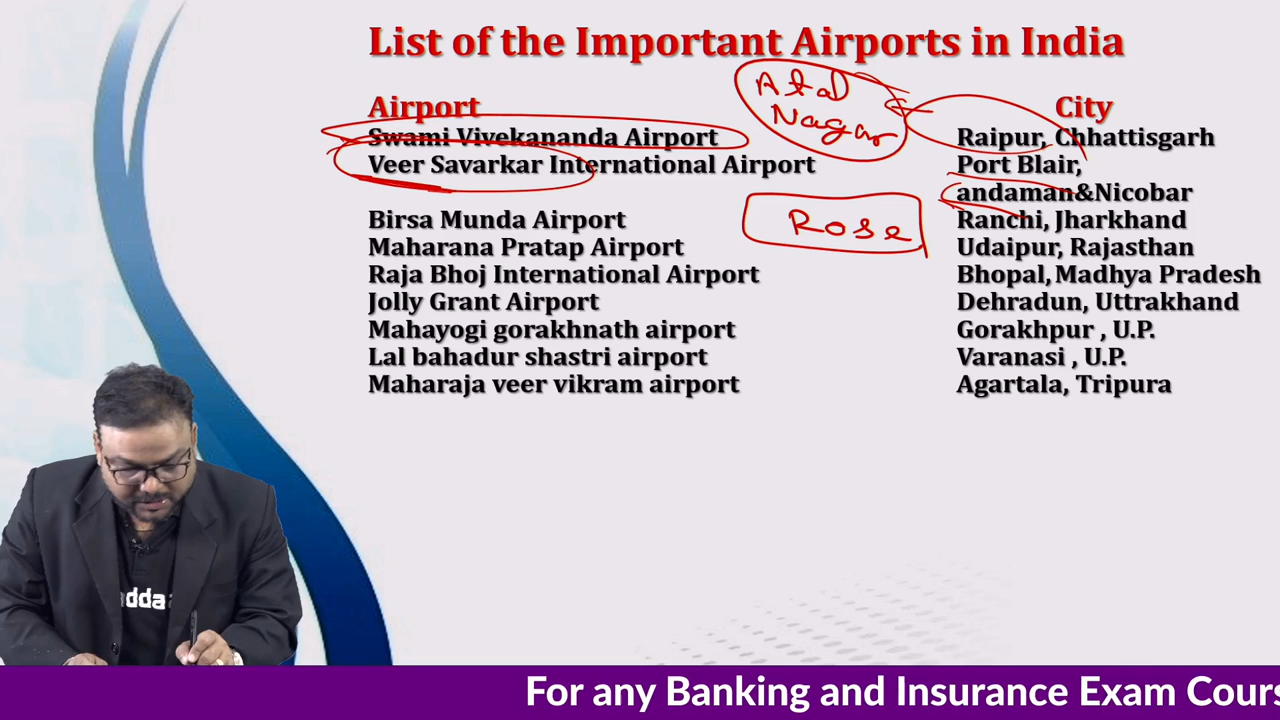 List of the Important Airports in India
Atal
Nagar
Airport City
Swami Vivekananda Airport Raipur, Chhattisgarh
Veer Savarkar International Airport Port Blair,
andaman&Nicobar
Rose
Birsa Munda Airport Ranchi, Jharkhand
Maharana Pratap Airport Udaipur, Rajasthan
Raja Bhoj International Airport Bhopal, Madhya Pradesh
Jolly Grant Airport Dehradun, Uttrakhand
Mahayogi gorakhnath airport Gorakhpur , U.P.
Lal bahadur shastri airport Varanasi , U.P.
Maharaja veer vikram airport Agartala, Tripura
adda
For any Banking and Insurance Exam Cours